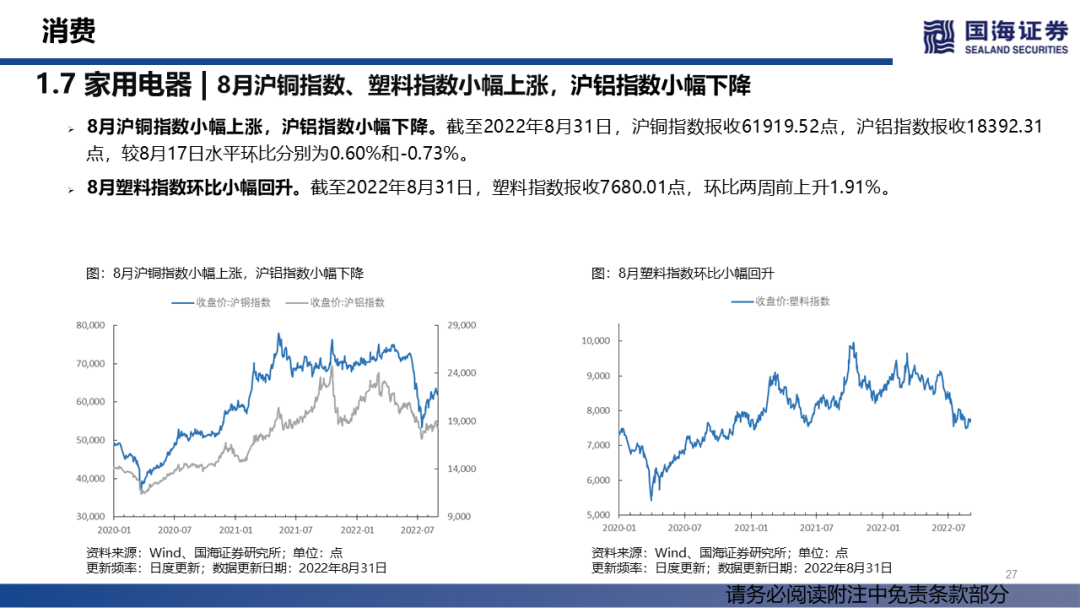 消费
国海证券
SEALAND SECURITIES
1.7 家用电器 | 8月沪铜指数、塑料指数小幅上涨，沪铝指数小幅下降
➢ 8月沪铜指数小幅上涨，沪铝指数小幅下降。截至2022年8月31日，沪铜指数报收61919.52点，沪铝指数报收18392.31
点，较8月17日水平环比分别为0.60%和-0.73%。
➢ 8月塑料指数环比小幅回升。截至2022年8月31日，塑料指数报收7680.01点，环比两周前上升1.91%。
图：8月沪铜指数小幅上涨，沪铝指数小幅下降
收盘价:沪铜指数 收盘价:沪铝指数
80,000 29,000
70,000
24,000
60,000
19,000
50,000
14,000
40,000
30,000 9,000
2020-01 2020-07 2021-01 2021-07 2022-01 2022-07
资料来源：Wind、国海证券研究所；单位：点
更新频率：日度更新；数据更新日期：2022年8月31日
图：8月塑料指数环比小幅回升
收盘价:塑料指数
10,000
9,000
8,000
7,000
6,000
5,000
2020-01 2020-07 2021-01 2021-07 2022-01 2022-07
资料来源：Wind、国海证券研究所；单位：点
更新频率：日度更新；数据更新日期：2022年8月31日
27
请务必阅读附注中免责条款部分